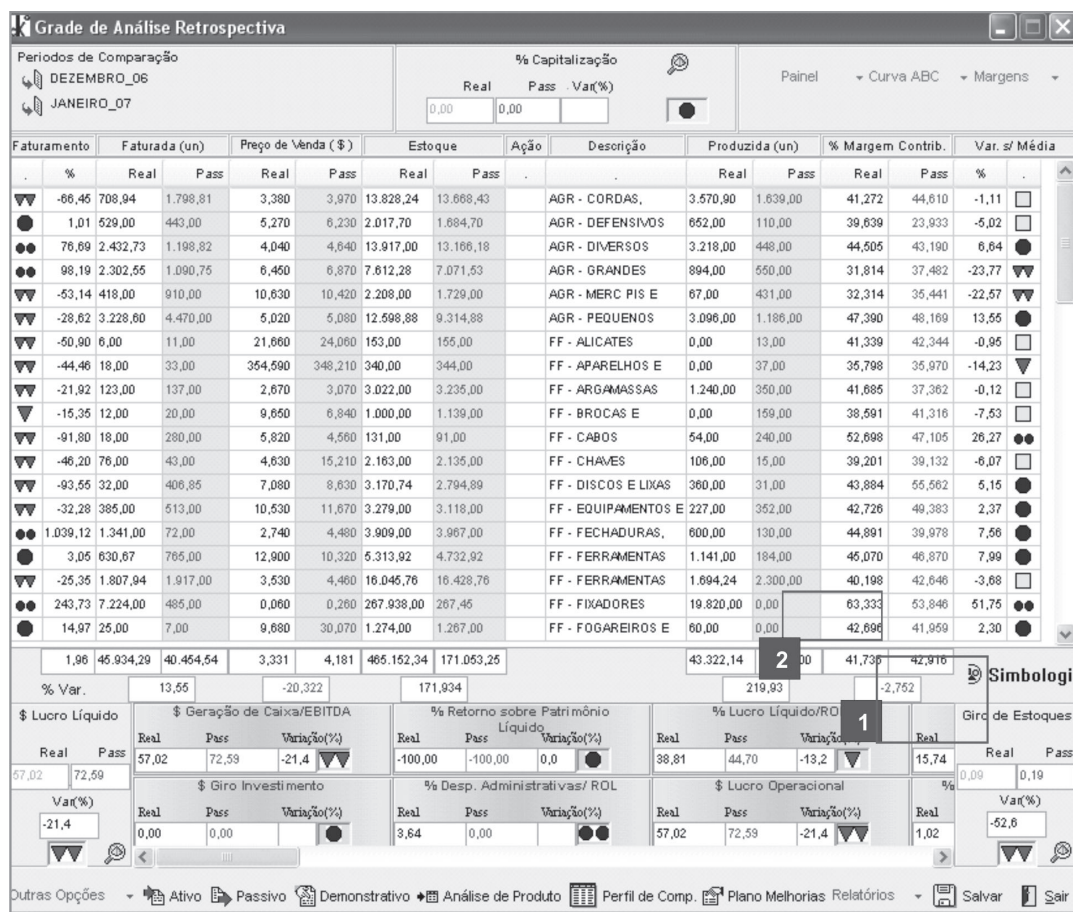 Grade de Análise Retrospectiva
Periodos de Comparação
DEZEMBRO_06
JANEIRO_07
% Capitalização
Real Pass Var(%)
0,00 0,00
Painel Curva ABC Margens
Faturamento Faturada (un) Preço de Venda ( $ ) Estoque Ação Descrição Produzida (un) % Margem Contrib. Var. s/ Média
. % Real Pass Real Pass Real Pass . . Real Pass Real Pass % .
-66,45 708,94 1.798,81 3,380 3,970 13.828,24 13.668,43 AGR - CORDAS, 3.570,90 1.639,00 41,272 44,610 -1,11
1,01 529,00 443,00 5,270 6,230 2.017,70 1.684,70 AGR - DEFENSIVOS 652,00 110,00 39,639 23,933 -5,02
76,69 2.432,73 1.198,82 4,040 4,640 13.917,00 13.166,18 AGR - DIVERSOS 3.218,00 448,00 44,505 43,190 6,64
98,19 2.302,55 1.090,75 6,450 6,870 7.612,28 7.071,53 AGR - GRANDES 894,00 550,00 31,814 37,482 -23,77
-53,14 418,00 910,00 10,630 10,420 2.208,00 1.729,00 AGR - MERC PIS E 67,00 431,00 32,314 35,441 -22,57
-28,62 3.228,60 4.470,00 5,020 5,080 12.598,88 9.314,88 AGR - PEQUENOS 3.096,00 1.186,00 47,390 48,169 13,55
-50,90 6,00 11,00 21,660 24,060 153,00 155,00 FF - ALICATES 0,00 13,00 41,339 42,344 -0,95
-44,46 18,00 33,00 354,590 348,210 340,00 344,00 FF - APARELHOS E 0,00 37,00 35,798 35,970 -14,23
-21,92 123,00 137,00 2,670 3,070 3.022,00 3.235,00 FF - ARGAMASSAS 1.240,00 350,00 41,685 37,362 -0,12
-15,35 12,00 20,00 9,650 6,840 1.000,00 1.139,00 FF - BROCAS E 0,00 159,00 38,591 41,316 -7,53
-91,80 18,00 280,00 5,820 4,560 131,00 91,00 FF - CABOS 54,00 240,00 52,698 47,105 26,27
-46,20 76,00 43,00 4,630 15,210 2.163,00 2.135,00 FF - CHAVES 106,00 15,00 39,201 39,132 -6,07
-93,55 32,00 406,85 7,080 8,630 3.170,74 2.794,89 FF - DISCOS E LIXAS 360,00 31,00 43,884 55,562 5,15
-32,28 385,00 513,00 10,530 11,670 3.279,00 3.118,00 FF - EQUIPAMENTOS E 227,00 352,00 42,726 49,383 2,37
1.039,12 1.341,00 72,00 2,740 4,480 3.909,00 3.967,00 FF - FECHADURAS, 600,00 130,00 44,891 39,978 7,56
3,05 630,67 765,00 12,900 10,320 5.313,92 4.732,92 FF - FERRAMENTAS 1.141,00 184,00 45,070 46,870 7,99
-25,35 1.807,94 1.917,00 3,530 4,460 16.045,76 16.428,76 FF - FERRAMENTAS 1.694,24 2.300,00 40,198 42,646 -3,68
243,73 7.224,00 485,00 0,060 0,260 267.938,00 267,45 FF - FIXADORES 19.820,00 0,00 63,333 53,846 51,75
14,97 25,00 7,00 9,680 30,070 1.274,00 1.267,00 FF - FOGAREIROS E 60,00 0,00 42,696 41,959 2,30
1,96 45.934,29 40.454,54 3,331 4,181 465.152,34 171.053,25 43.322,14 2 00 41,736 42,916
Simbologi
% Var. 13,55 -20,322 171,934 219,93 -2,752
1
$ Lucro Líquido
Real Pass
57,02 72,59
Var(%)
-21,4
$ Geração de Caixa/EBITDA
Real Pass Variação(%)
57,02 72,59 -21,4
% Retorno sobre Patrimônio Líquido
Real Pass Variação(%)
-100,00 -100,00 0,0
% Lucro Líquido/RO
Real Pass Variação(%)
38,81 44,70 -13,2
Real
15,74
$ Giro Investimento
Real Pass Variação(%)
0,00 0,00
% Desp. Administrativas/ ROL
Real Pass Variação(%)
3,64 0,00
$ Lucro Operacional
Real Pass Variação(%)
57,02 72,59 -21,4
%
Real
1,02
Giro de Estoques
Real Pass
0,09 0,19
Var(%)
-52,6
Outras Opções Ativo Passivo Demonstrativo Análise de Produto Perfil de Comp. Plano Melhorias Relatórios Salvar Sair